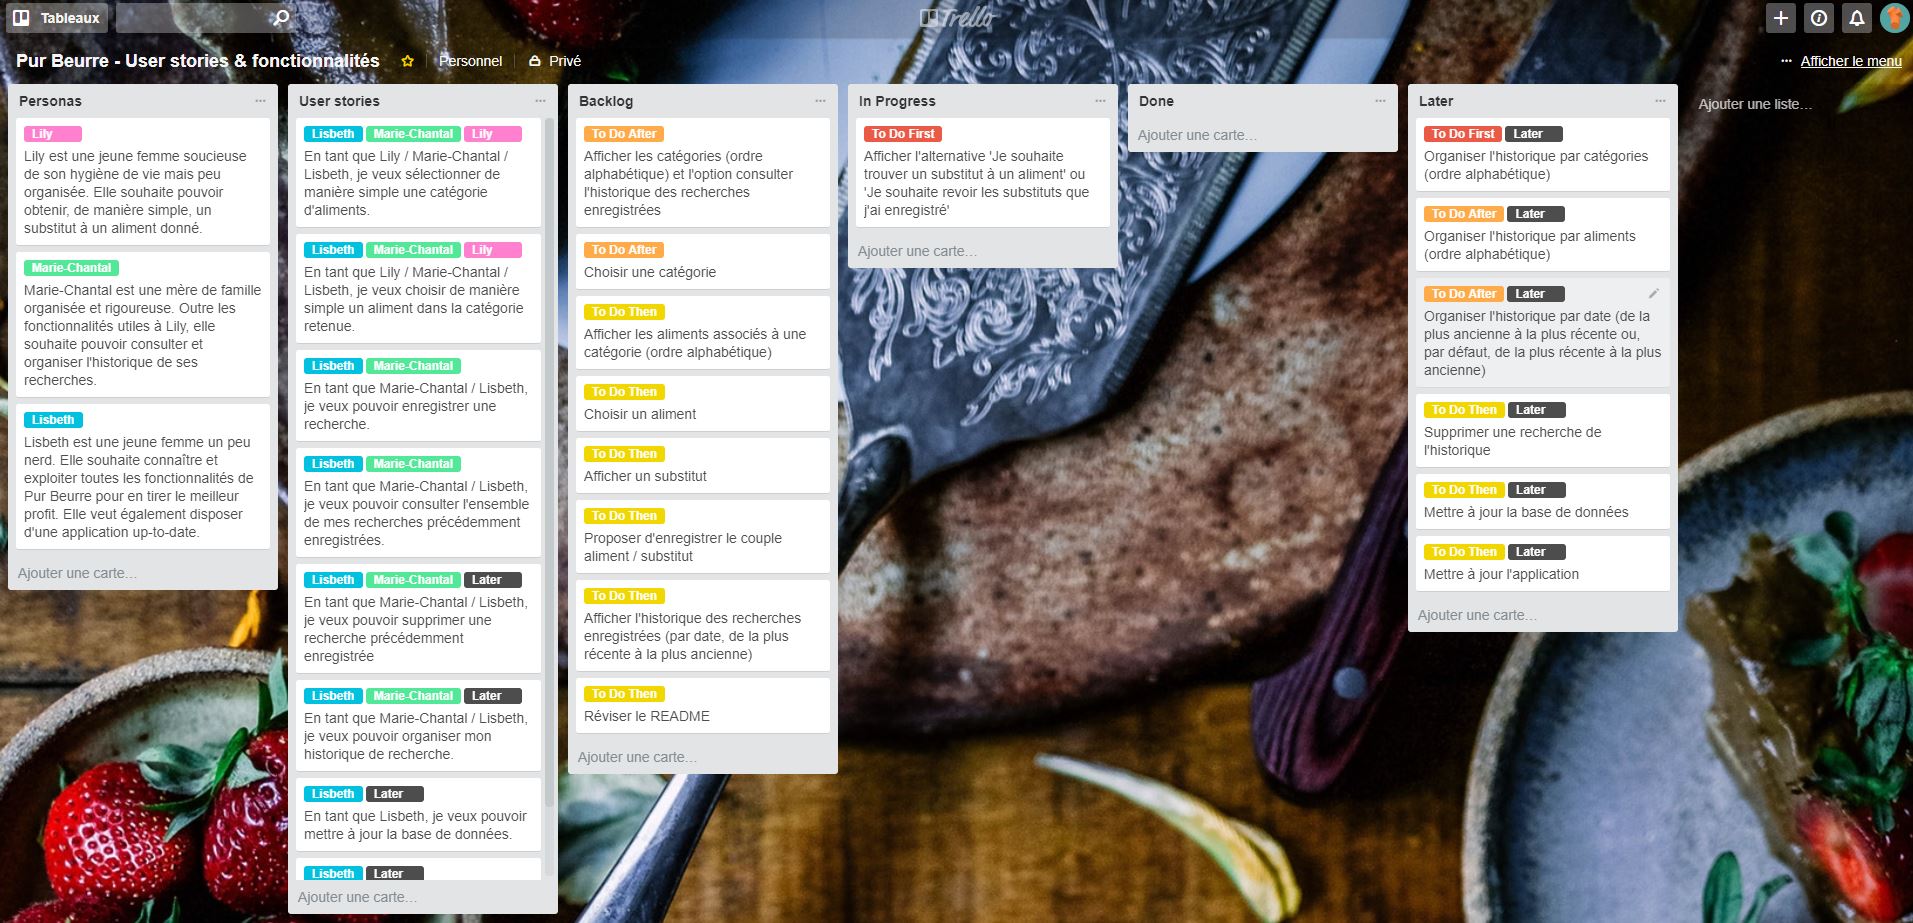 Tableaux
Trello
Pur Beurre - User stories & fonctionnalités
Personnel
Privé
Afficher le menu
Personas
Lily
Lily est une jeune femme soucieuse
de son hygiène de vie mais peu
organisée. Elle souhaite pouvoir
obtenir, de manière simple, un
substitut à un aliment donné.
Marie-Chantal
Marie-Chantal est une mère de famille
organisée et rigoureuse. Outre les
fonctionnalités utiles à Lily, elle
souhaite pouvoir consulter et
organiser l'historique de ses
recherches.
Lisbeth
Lisbeth est une jeune femme un peu
nerd. Elle souhaite connaître et
exploiter toutes les fonctionnalités de
Pur Beurre pour en tirer le meilleur
profit. Elle veut également disposer
d'une application up-to-date.
Ajouter une carte…
User stories
Lisbeth Marie-Chantal Lily
En tant que Lily / Marie-Chantal /
Lisbeth, je veux sélectionner de
manière simple une catégorie
d'aliments.
Lisbeth Marie-Chantal Lily
En tant que Lily / Marie-Chantal /
Lisbeth, je veux choisir de manière
simple un aliment dans la catégorie
retenue.
Lisbeth Marie-Chantal
En tant que Marie-Chantal / Lisbeth,
je veux pouvoir enregistrer une
recherche.
Lisbeth Marie-Chantal
En tant que Marie-Chantal / Lisbeth,
je veux pouvoir consulter l'ensemble
de mes recherches précédemment
enregistrées.
Lisbeth Marie-Chantal Later
En tant que Marie-Chantal / Lisbeth,
je veux pouvoir supprimer une
recherche précédemment
enregistrée
Lisbeth Marie-Chantal Later
En tant que Marie-Chantal / Lisbeth,
je veux pouvoir organiser mon
historique de recherche.
Lisbeth Later
En tant que Lisbeth, je veux pouvoir
mettre à jour la base de données.
Lisbeth Later
Ajouter une carte…
Backlog
To Do After
Afficher les catégories (ordre
alphabétique) et l'option consulter
l'historique des recherches
enregistrées
To Do After
Choisir une catégorie
To Do Then
Afficher les aliments associés à une
catégorie (ordre alphabétique)
To Do Then
Choisir un aliment
To Do Then
Afficher un substitut
To Do Then
Proposer d'enregistrer le couple
aliment / substitut
To Do Then
Afficher l'historique des recherches
enregistrées (par date, de la plus
récente à la plus ancienne)
To Do Then
Réviser le README
Ajouter une carte…
In Progress
To Do First
Afficher l'alternative 'Je souhaite
trouver un substitut à un aliment' ou
'Je souhaite revoir les substituts que
j'ai enregistré'
Ajouter une carte…
Done
Ajouter une carte…
Later
To Do First Later
Organiser l'historique par catégories
(ordre alphabétique)
To Do After Later
Organiser l'historique par aliments
(ordre alphabétique)
To Do After Later
Organiser l'historique par date (de la
plus ancienne à la plus récente ou,
par défaut, de la plus récente à la plus
ancienne)
To Do Then Later
Supprimer une recherche de
l'historique
To Do Then Later
Mettre à jour la base de données
To Do Then Later
Mettre à jour l'application
Ajouter une carte…
Ajouter une liste…